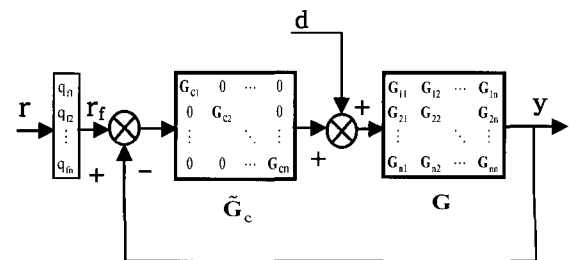 d
r
q_f1
q_f2
⋮
q_fn
r_f
+
−
G_c1 0 ⋯ 0
0 G_c2 0
⋮ ⋱ ⋮
0 0 ⋯ G_cn
G̃_c
+
+
G_11 G_12 ⋯ G_1n
G_21 G_22 G_2n
⋮ ⋱ ⋮
G_n1 G_n2 ⋯ G_nn
G
y